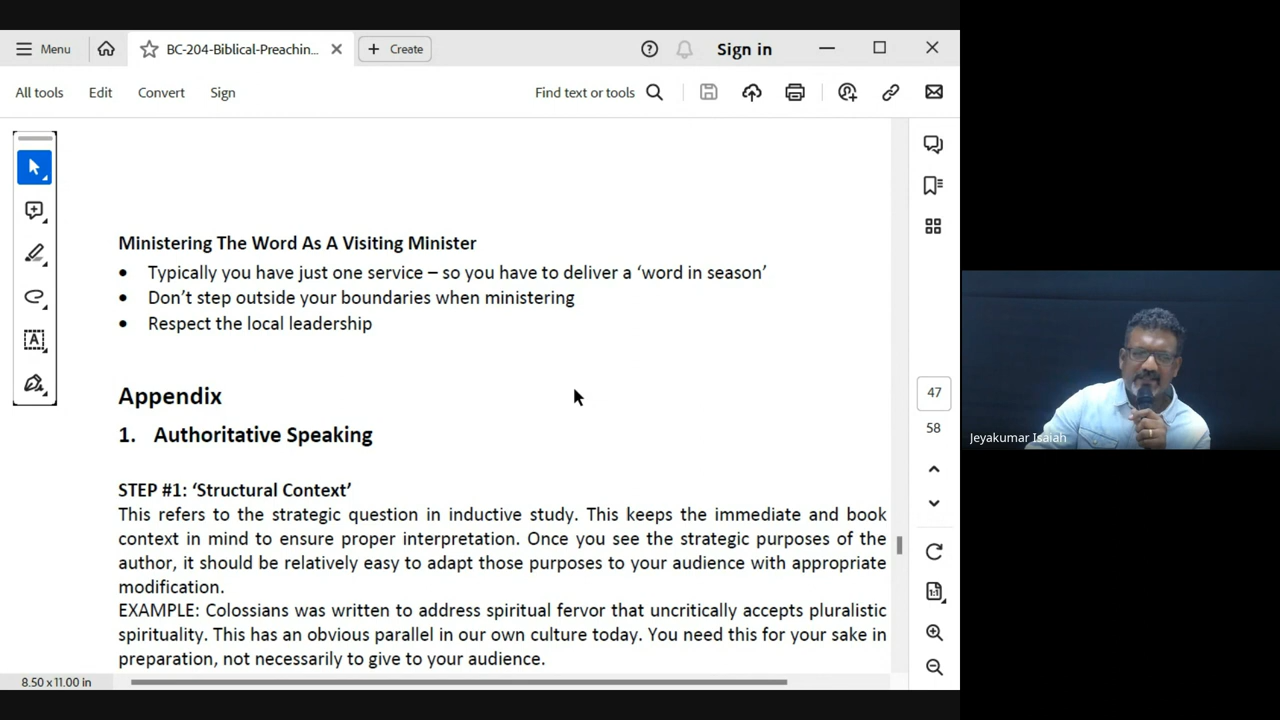 Menu
BC-204-Biblical-Preachin...
Create
Sign in
All tools
Edit
Convert
Sign
Find text or tools
Ministering The Word As A Visiting Minister
• Typically you have just one service – so you have to deliver a ‘word in season’
• Don’t step outside your boundaries when ministering
• Respect the local leadership
Appendix
1. Authoritative Speaking
STEP #1: ‘Structural Context’
This refers to the strategic question in inductive study. This keeps the immediate and book
context in mind to ensure proper interpretation. Once you see the strategic purposes of the
author, it should be relatively easy to adapt those purposes to your audience with appropriate
modification.
EXAMPLE: Colossians was written to address spiritual fervor that uncritically accepts pluralistic
spirituality. This has an obvious parallel in our own culture today. You need this for your sake in
preparation, not necessarily to give to your audience.
8.50 x 11.00 in
47
58
1:1
Jeyakumar Isaiah